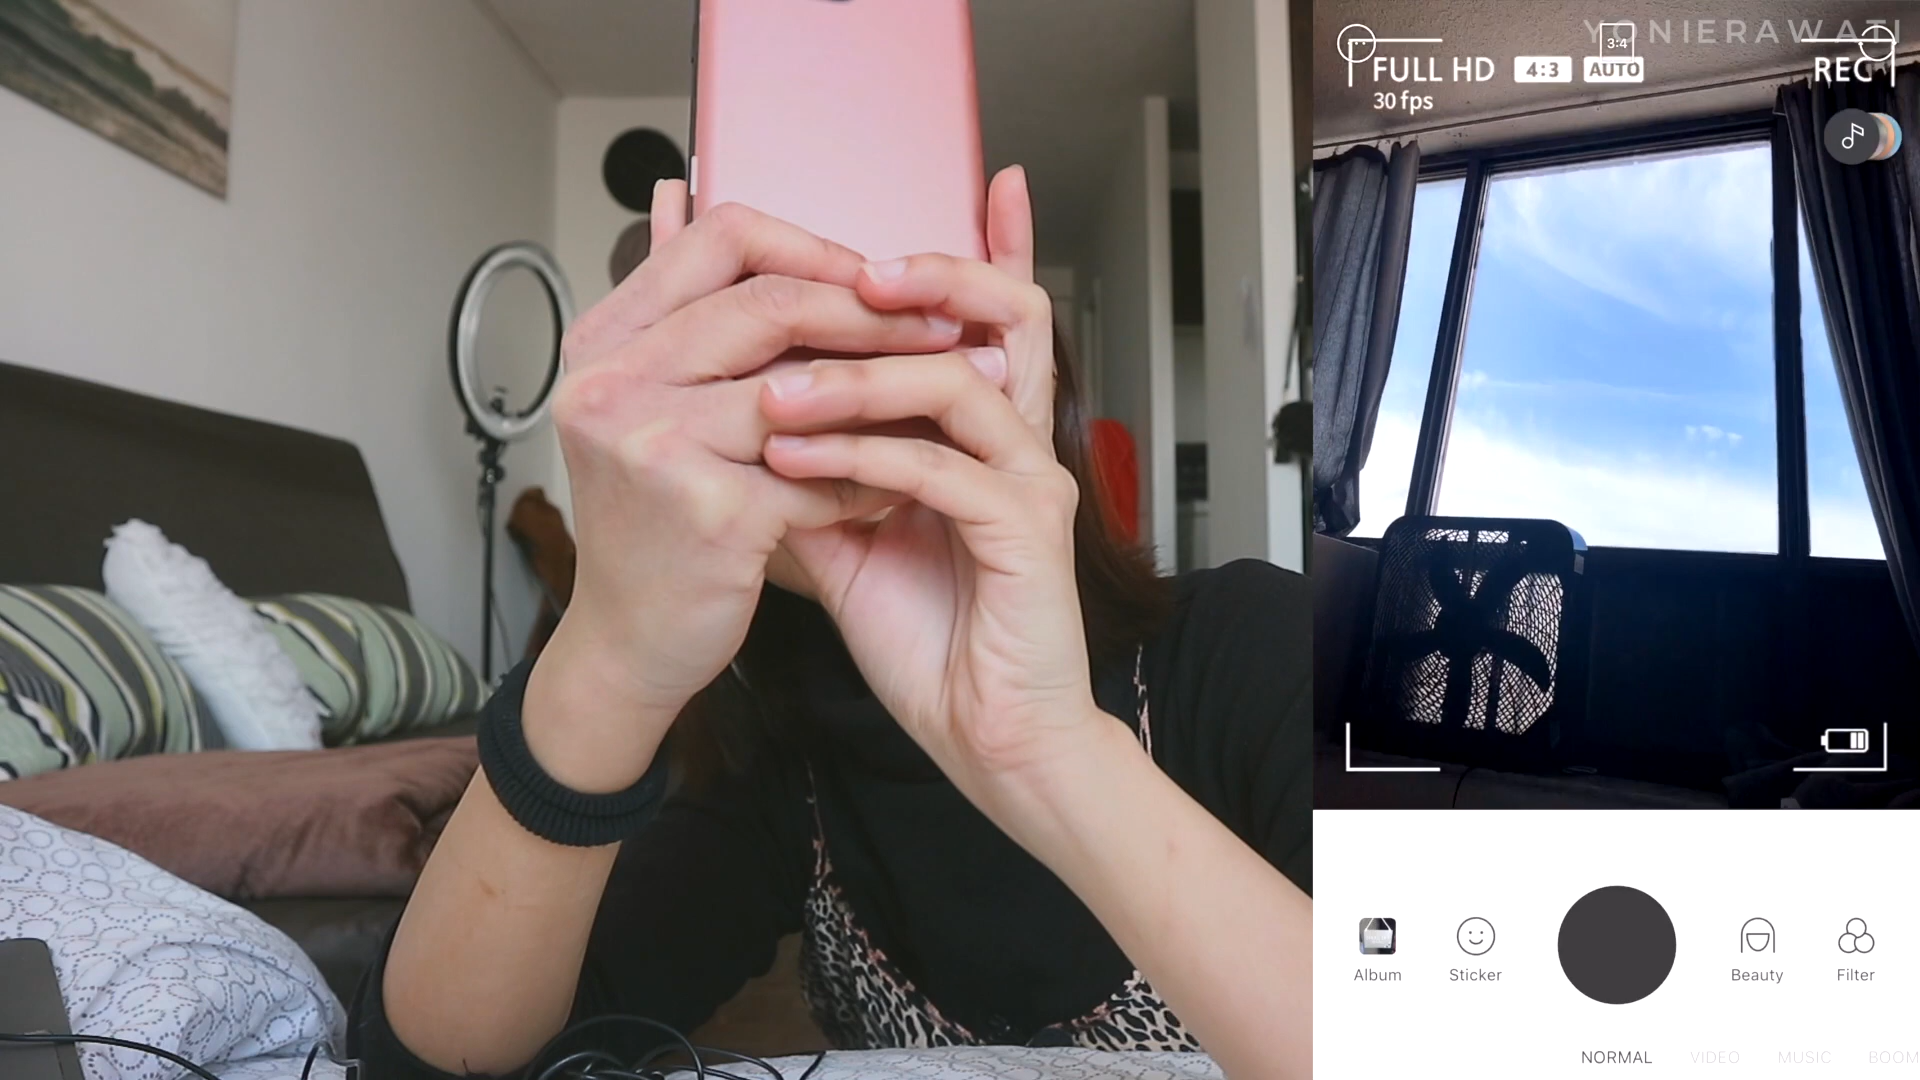 YONIERAWATI
3:4
FULL HD 4:3 AUTO REC
30 fps
Album
Sticker
Beauty
Filter
NORMAL VIDEO MUSIC BOOM